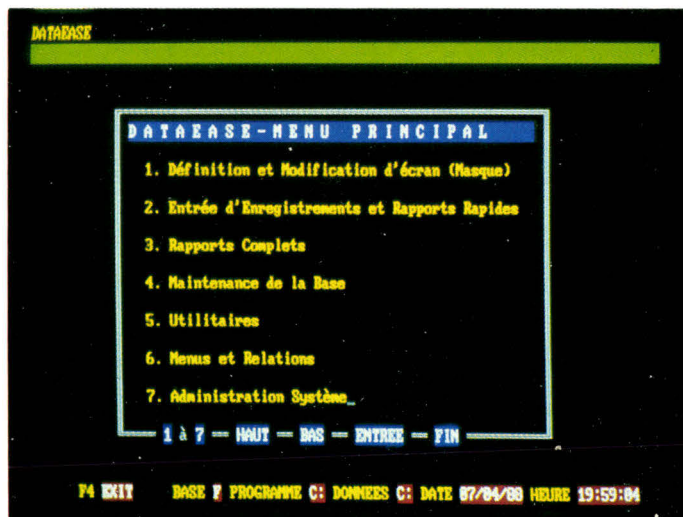 DATAEASE
DATAEASE-MENU PRINCIPAL
1. Définition et Modification d'écran (Masque)
2. Entrée d'Enregistrements et Rapports Rapides
3. Rapports Complets
4. Maintenance de la Base
5. Utilitaires
6. Menus et Relations
7. Administration Système_
1 à 7 HAUT BAS ENTREE FIN
F4 EXIT BASE F PROGRAMME C: DONNEES C: DATE 07/04/88 HEURE 19:59:04